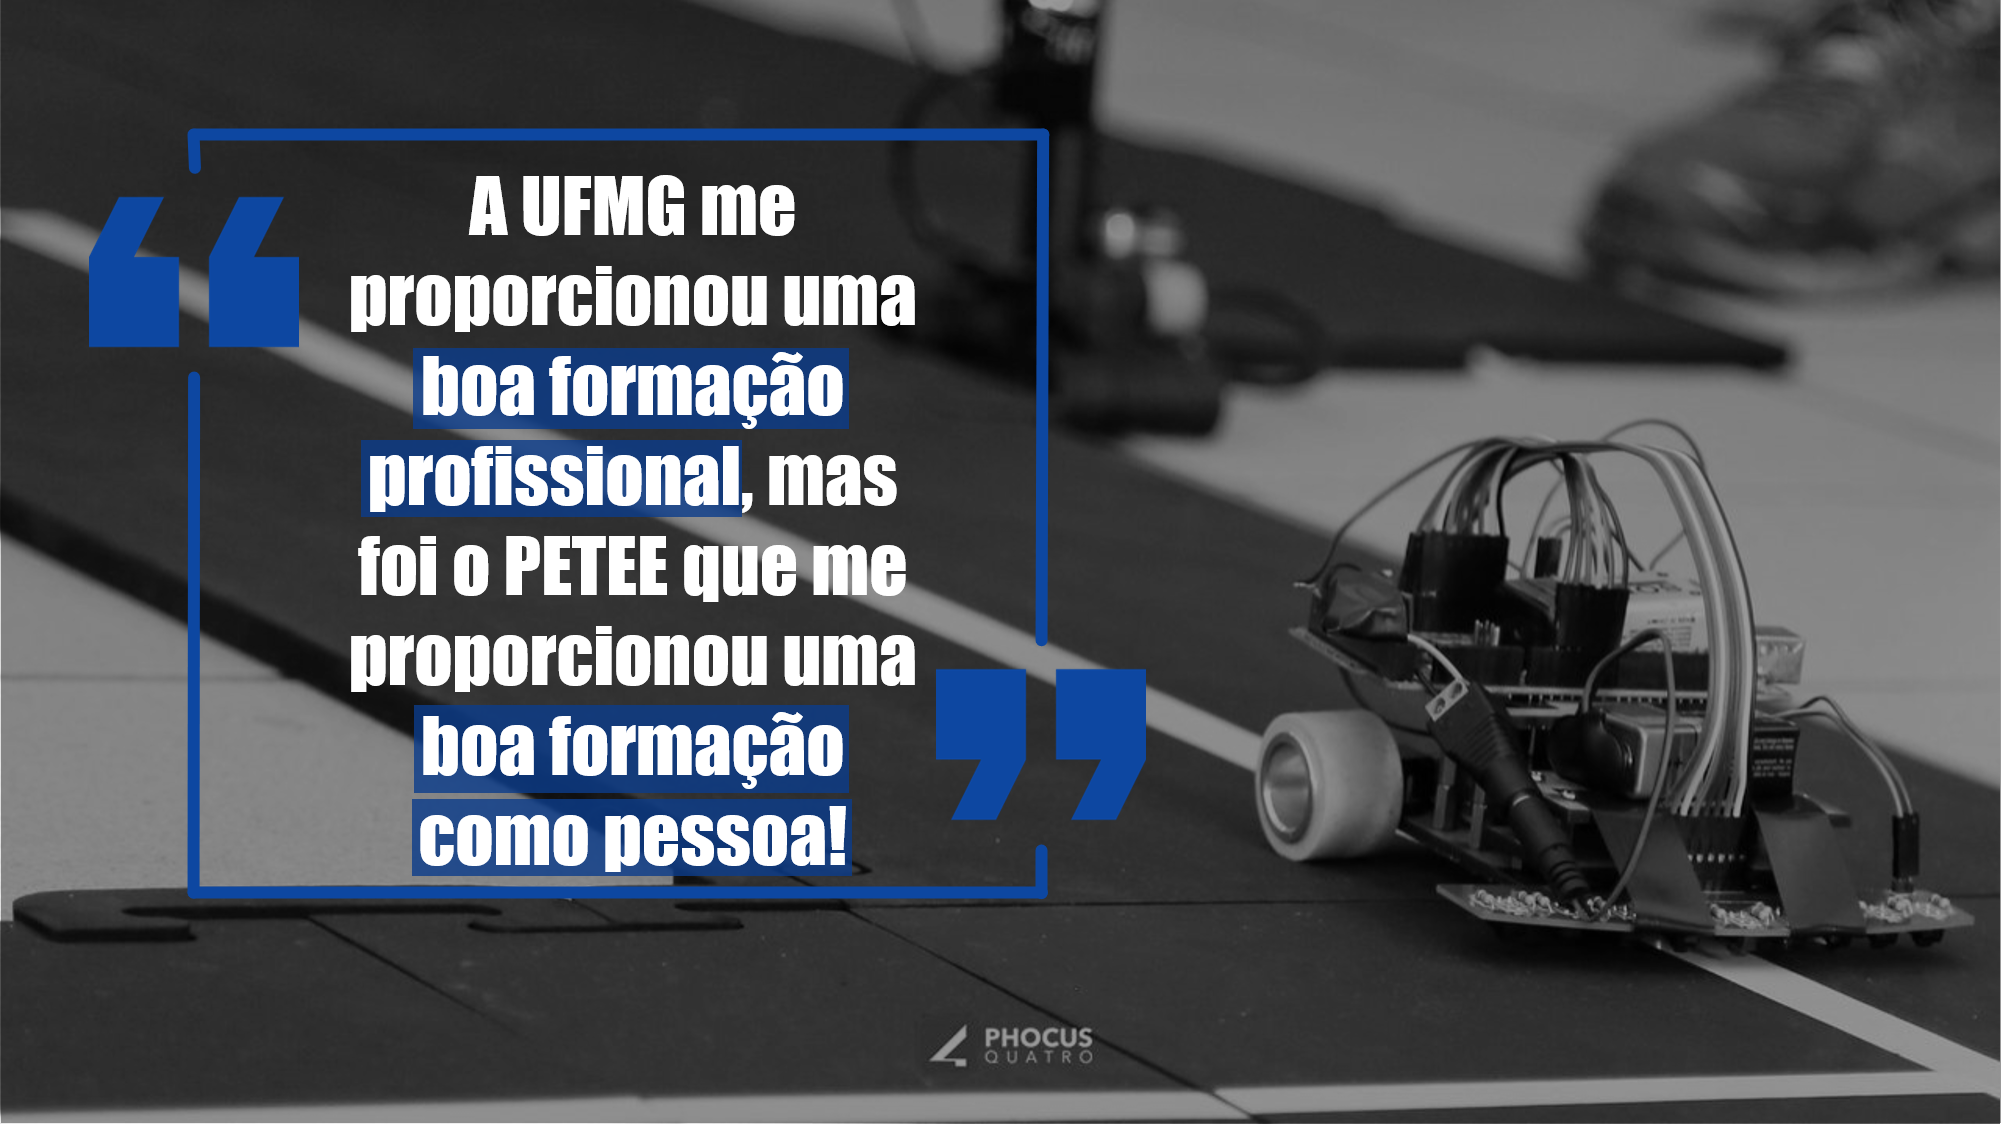 A UFMG me
proporcionou uma
boa formação
profissional, mas
foi o PETEE que me
proporcionou uma
boa formação
como pessoa!
PHOCUS
QUATRO